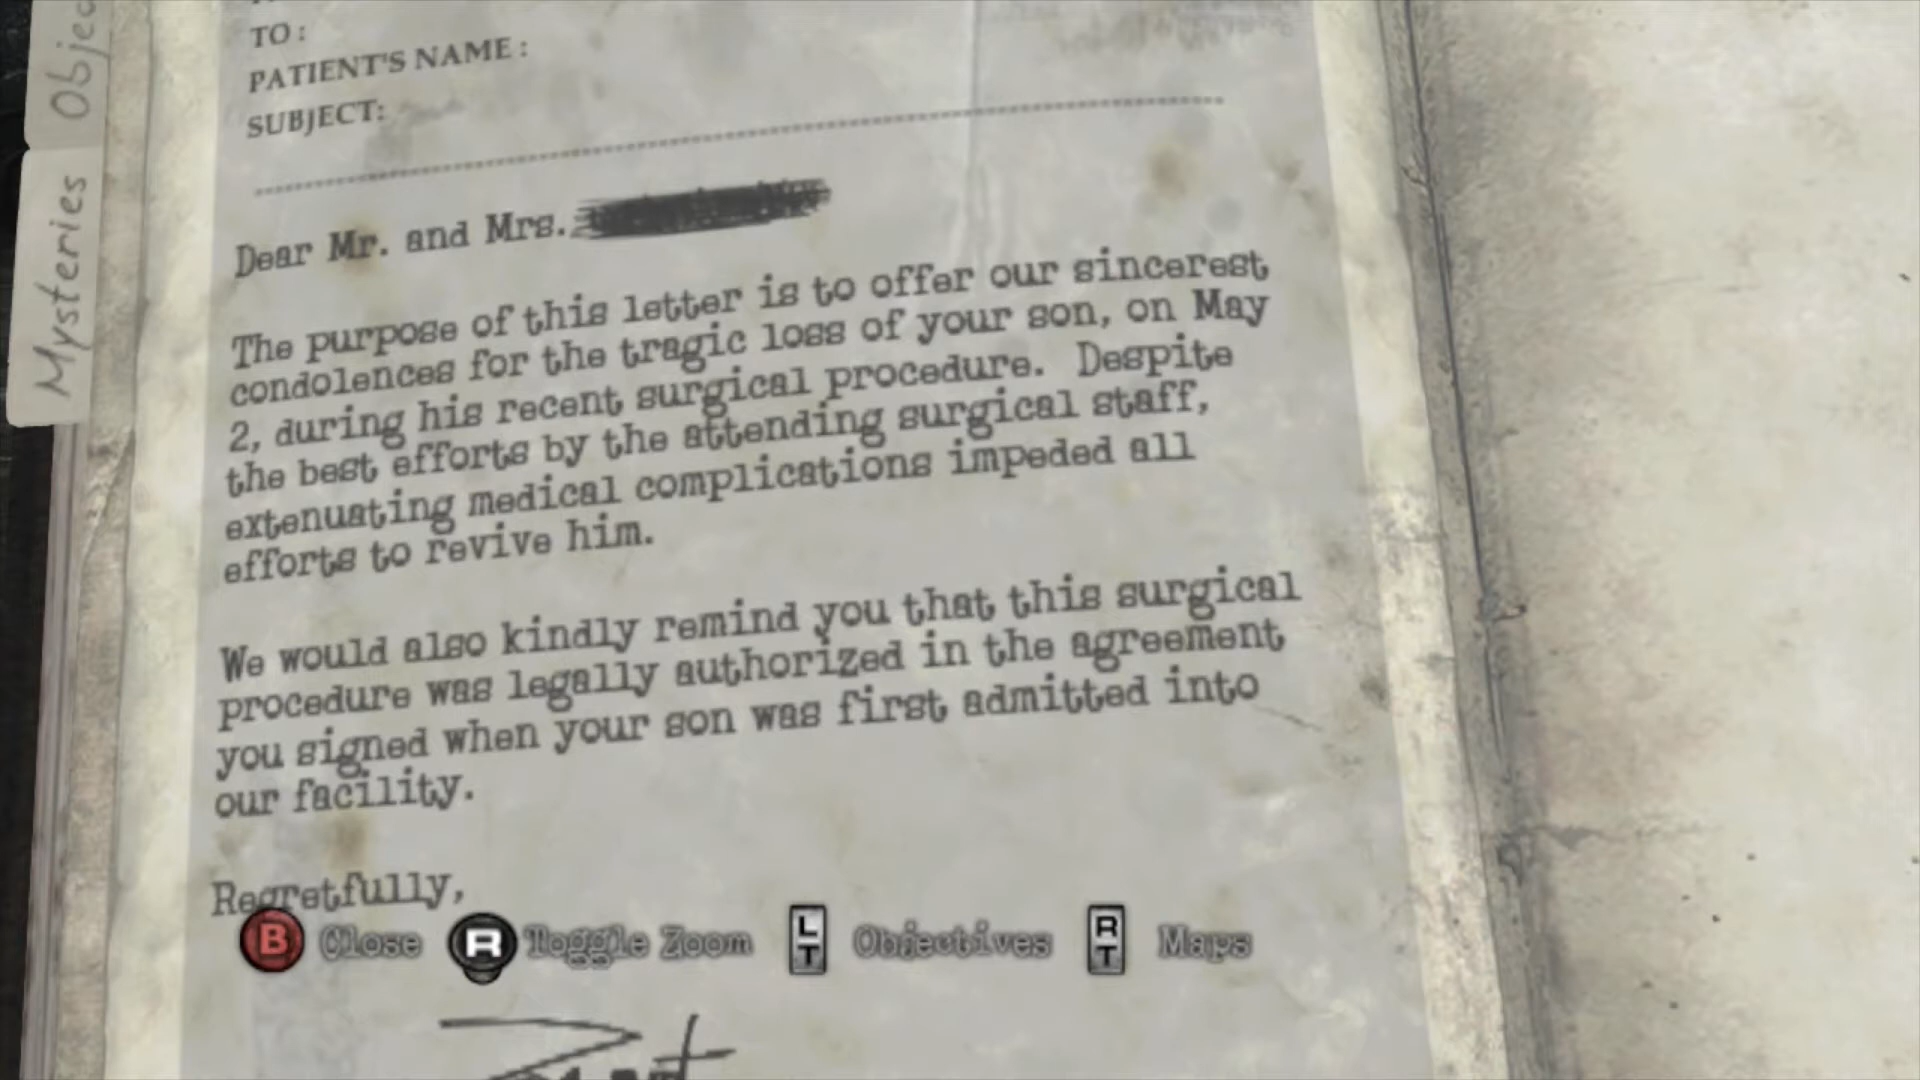 Objec
Mysteries
TO:
PATIENT'S NAME:
SUBJECT:
Dear Mr. and Mrs.
The purpose of this letter is to offer our sincerest
condolences for the tragic loss of your son, on May
2, during his recent surgical procedure. Despite
the best efforts by the attending surgical staff,
extenuating medical complications impeded all
efforts to revive him.
We would also kindly remind you that this surgical
procedure was legally authorized in the agreement
you signed when your son was first admitted into
our facility.
Regretfully,
B Close R Toggle Zoom LT Objectives RT Maps